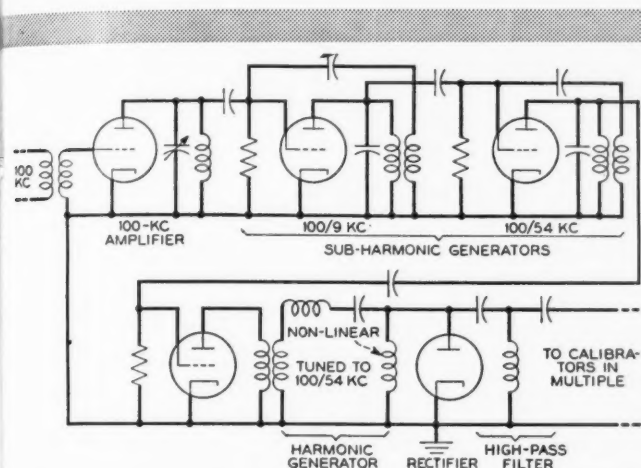 100
KC
100-KC
AMPLIFIER
100/9 KC
100/54 KC
SUB-HARMONIC GENERATORS
NON-LINEAR
TUNED TO
100/54 KC
TO CALIBRA-
TORS IN
MULTIPLE
HARMONIC
GENERATOR
RECTIFIER
HIGH-PASS
FILTER